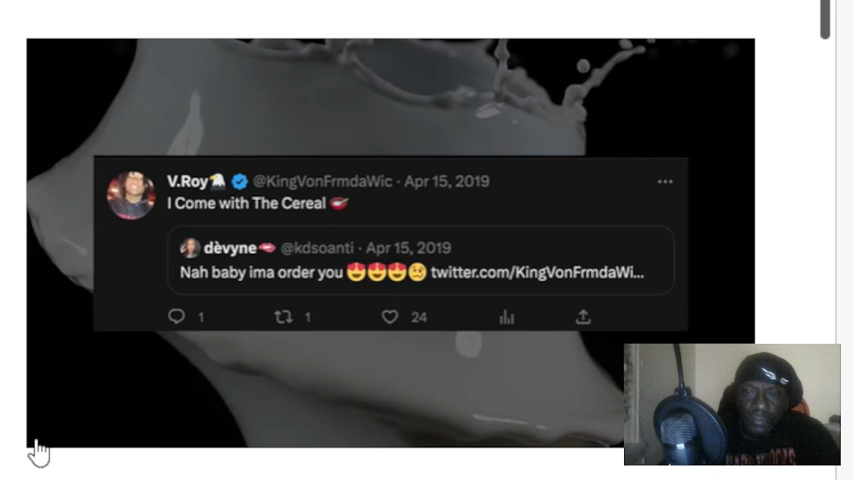 V.Roy @KingVonFrmdaWic · Apr 15, 2019
I Come with The Cereal
dèvyne @kdsoanti · Apr 15, 2019
Nah baby ima order you 😍😍😍🥺 twitter.com/KingVonFrmdaWi...
1 1 24